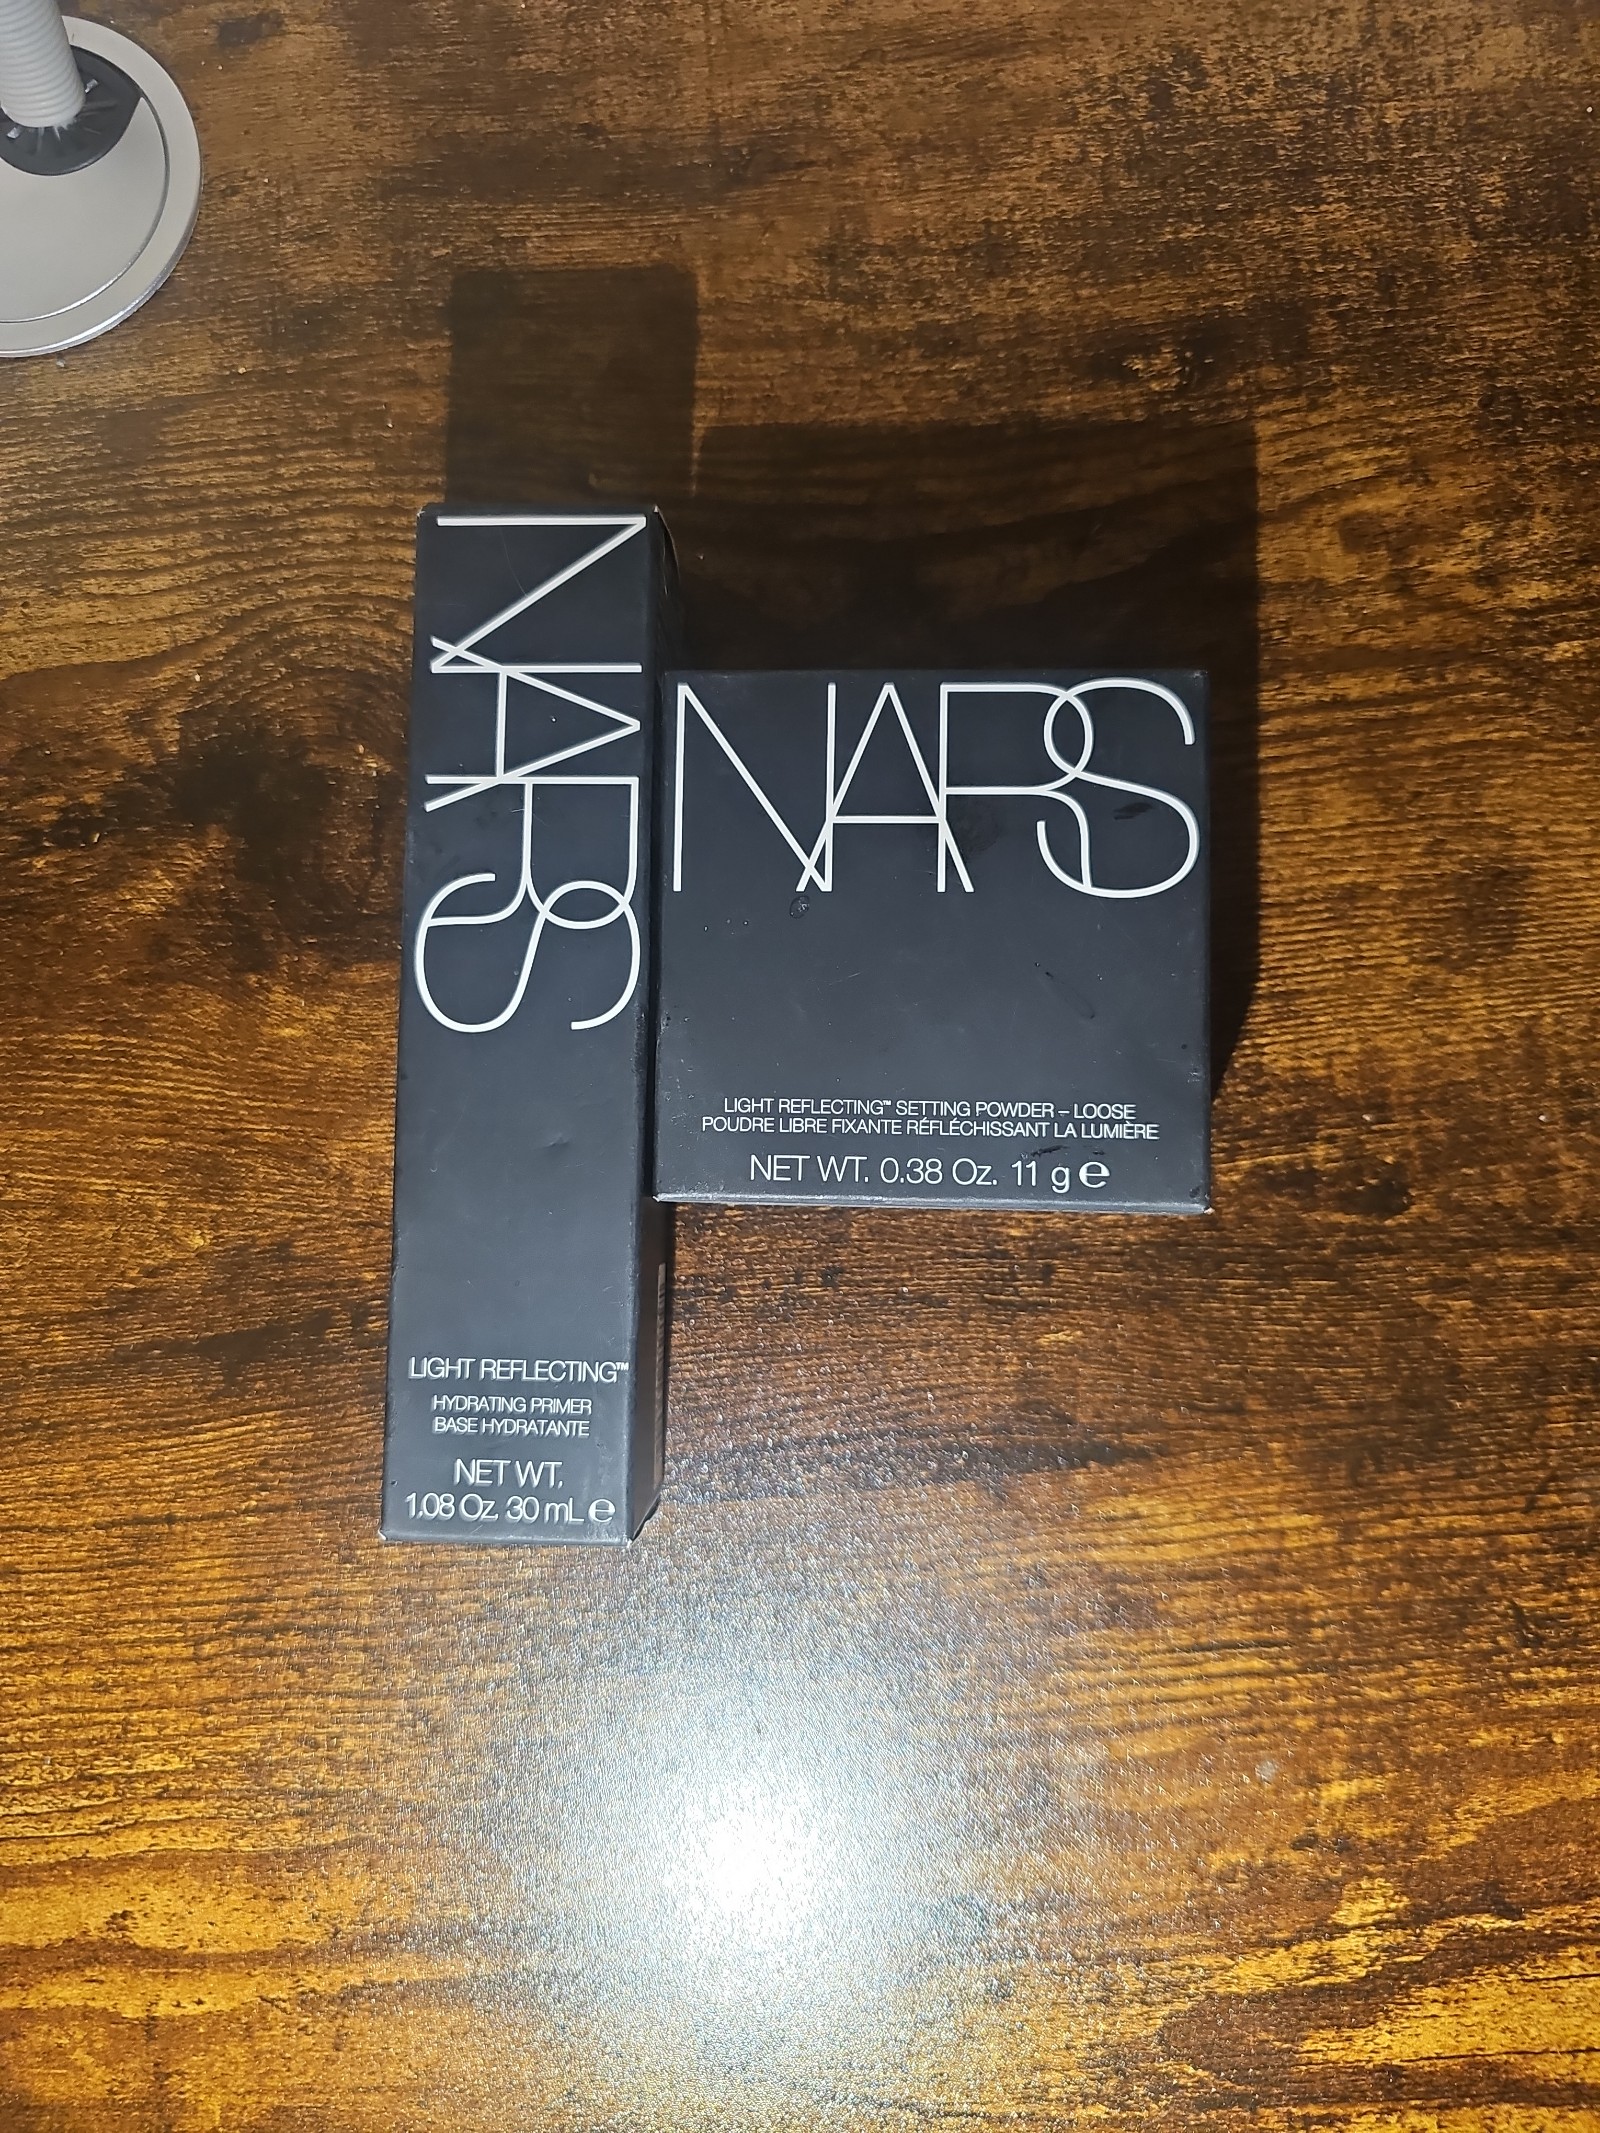 NARS
LIGHT REFLECTING™
HYDRATING PRIMER
BASE HYDRATANTE
NET WT.
1.08 Oz. 30 mL ℮
NARS
LIGHT REFLECTING™ SETTING POWDER – LOOSE
POUDRE LIBRE FIXANTE RÉFLÉCHISSANT LA LUMIÈRE
NET WT. 0.38 Oz. 11 g ℮